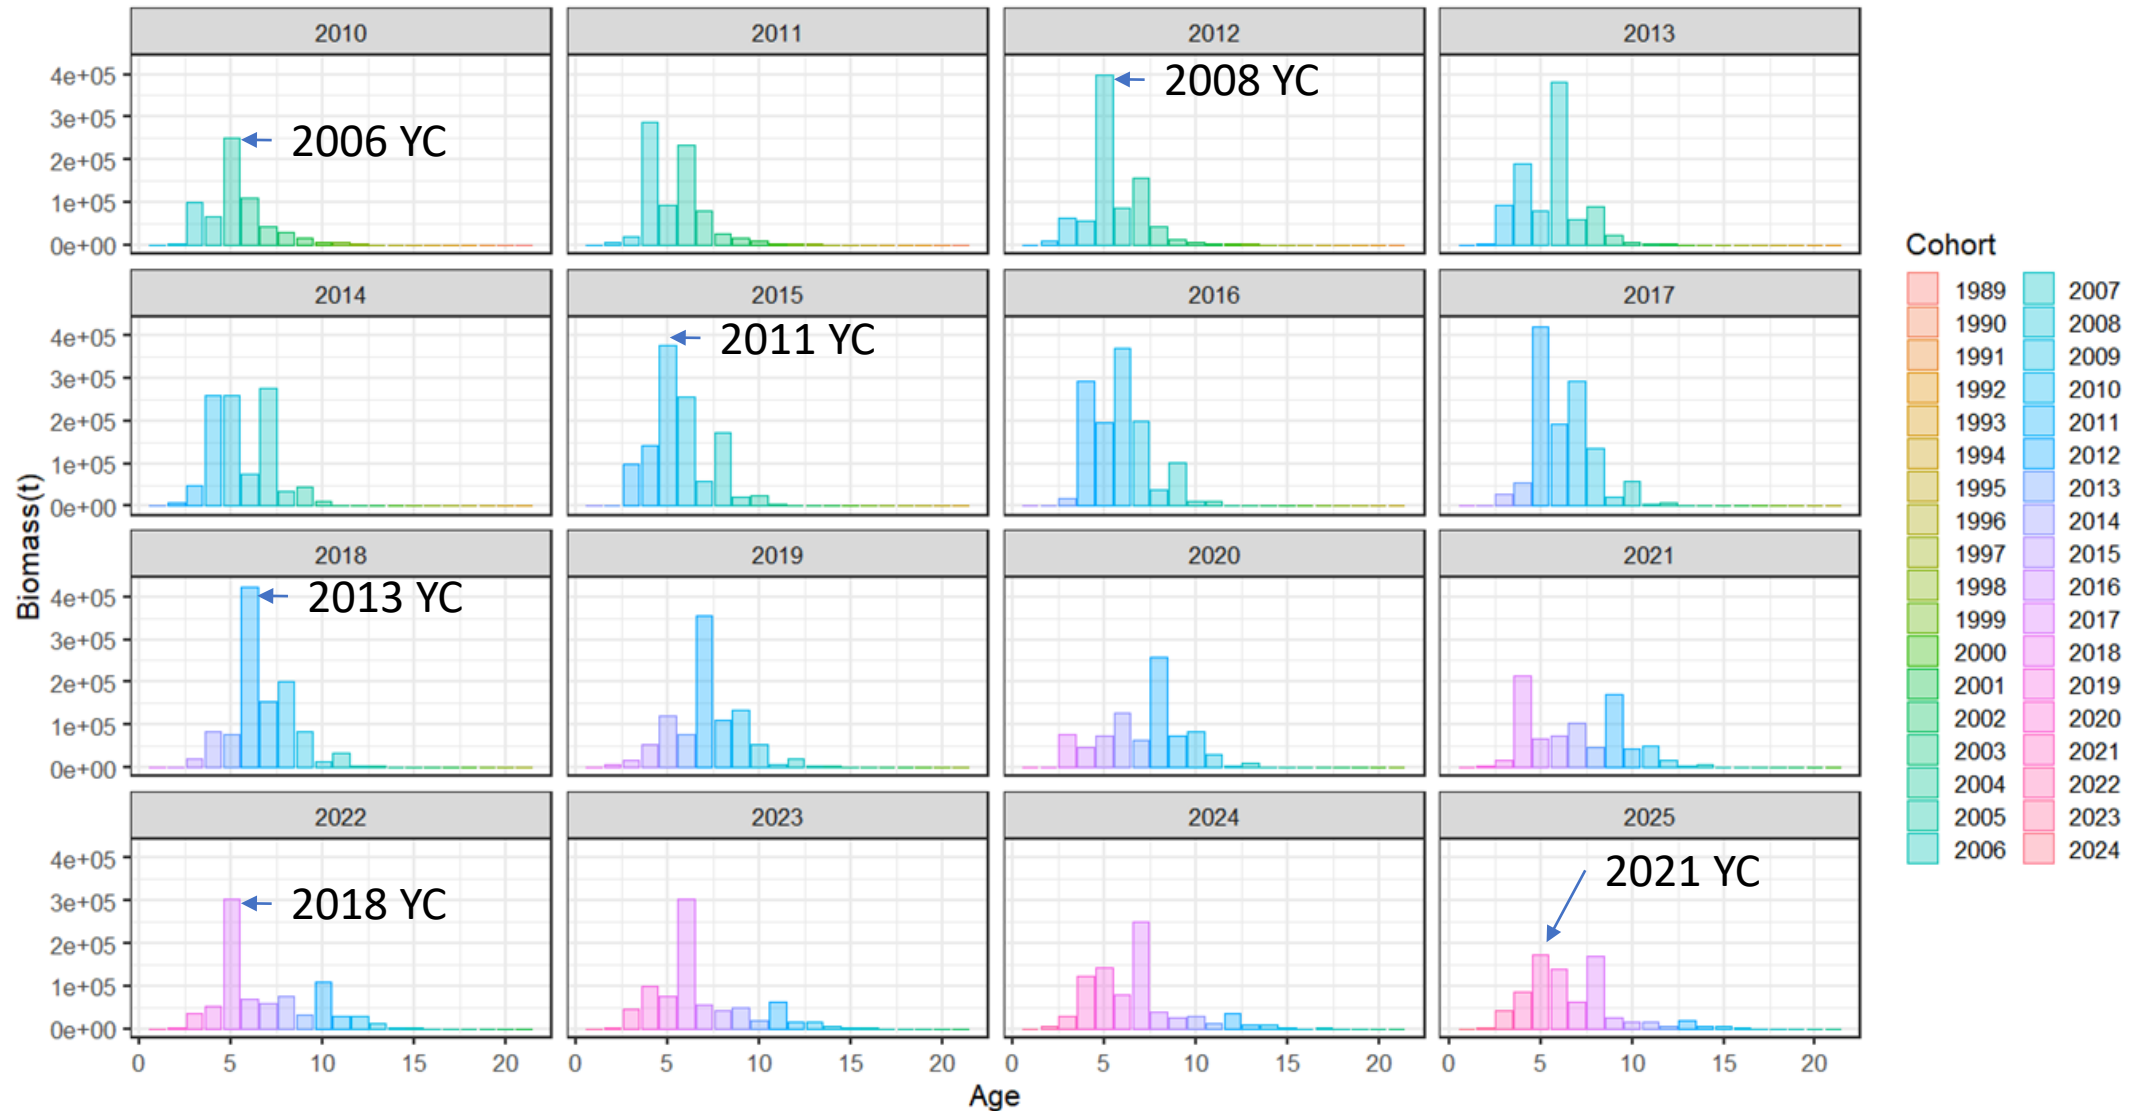 2010 2011 2012 2013
4e+05
3e+05
2e+05
1e+05
0e+00
2006 YC
2008 YC
2014 2015 2016 2017
4e+05
3e+05
2e+05
1e+05
0e+00
2011 YC
2018 2019 2020 2021
4e+05
3e+05
2e+05
1e+05
0e+00
2013 YC
2022 2023 2024 2025
4e+05
3e+05
2e+05
1e+05
0e+00
2018 YC
2021 YC
0 5 10 15 20 0 5 10 15 20 0 5 10 15 20 0 5 10 15 20
Age
Biomass(t)
Cohort
1989 2007
1990 2008
1991 2009
1992 2010
1993 2011
1994 2012
1995 2013
1996 2014
1997 2015
1998 2016
1999 2017
2000 2018
2001 2019
2002 2020
2003 2021
2004 2022
2005 2023
2006 2024